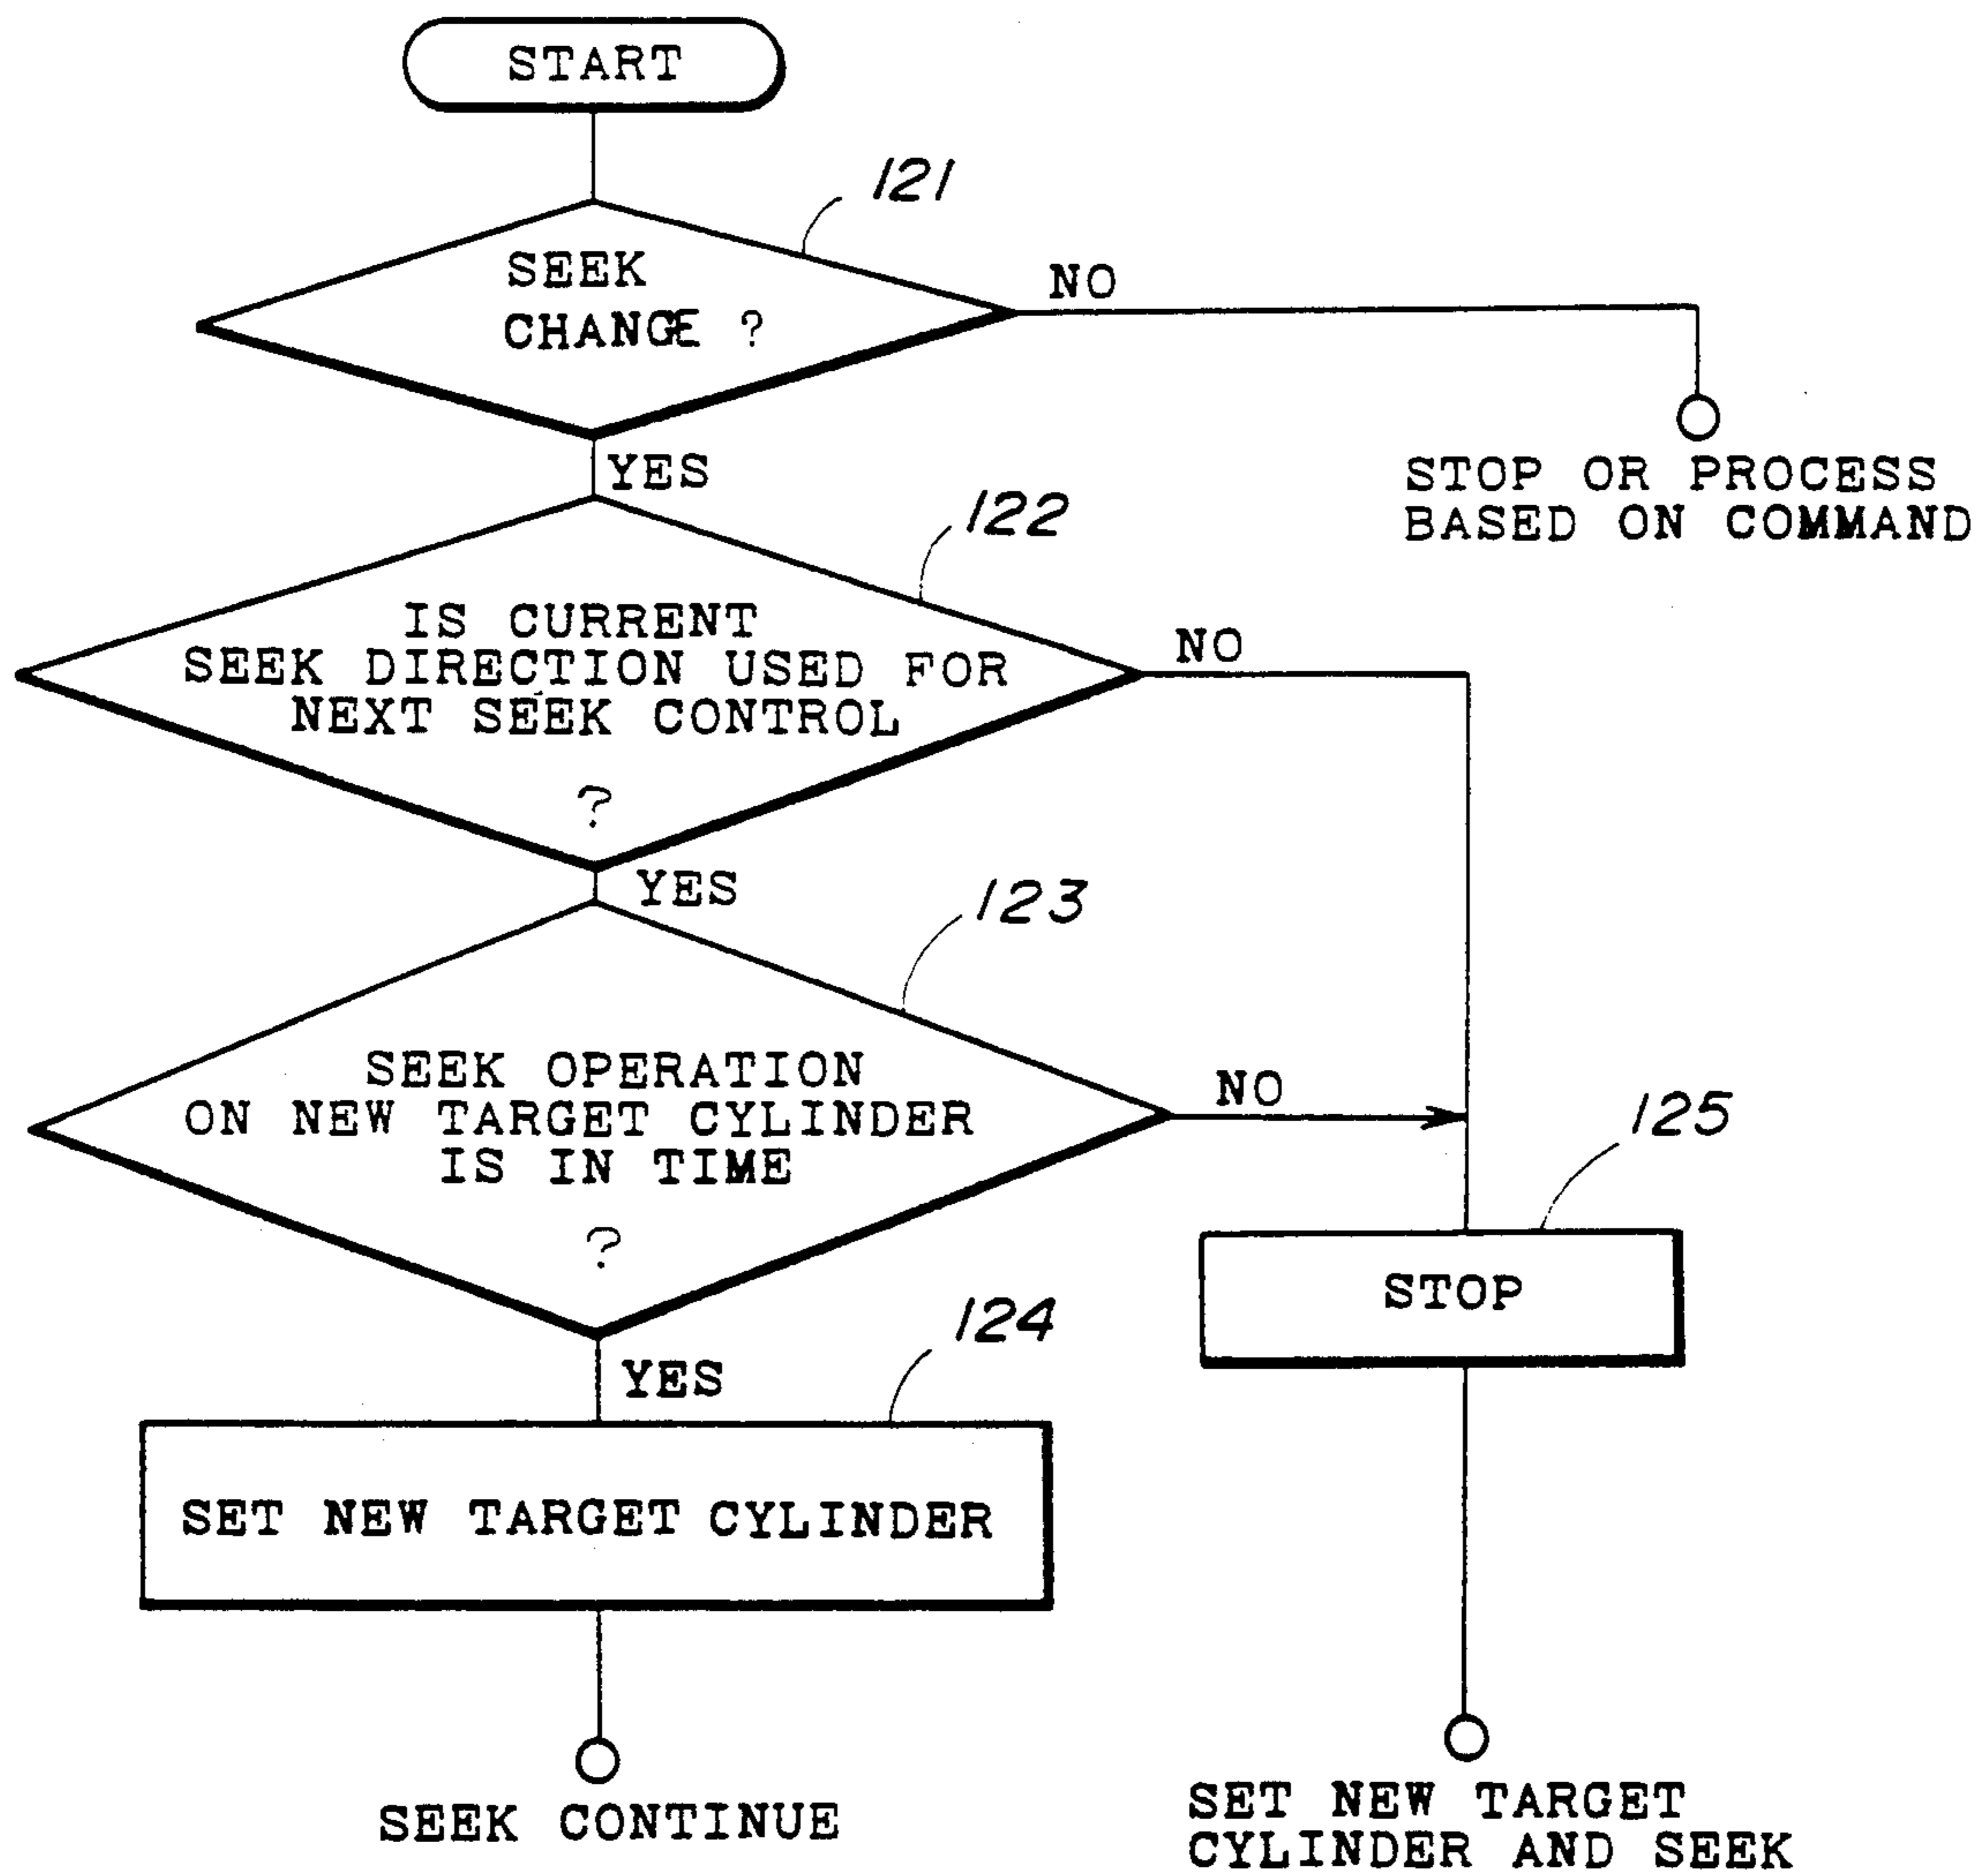 START
121
SEEK
CHANGE ?
NO
STOP OR PROCESS
BASED ON COMMAND
YES
122
IS CURRENT
SEEK DIRECTION USED FOR
NEXT SEEK CONTROL
?
NO
YES
123
SEEK OPERATION
ON NEW TARGET CYLINDER
IS IN TIME
?
NO
125
STOP
YES
124
SET NEW TARGET CYLINDER
SEEK CONTINUE
SET NEW TARGET
CYLINDER AND SEEK